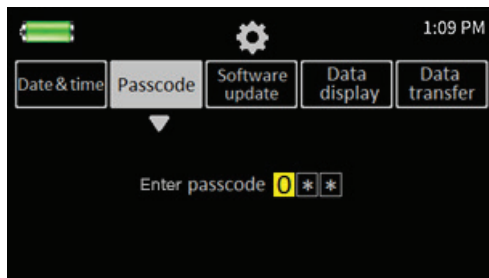 1:09 PM
Date & time
Passcode
Software
update
Data
display
Data
transfer
Enter passcode 0 * *